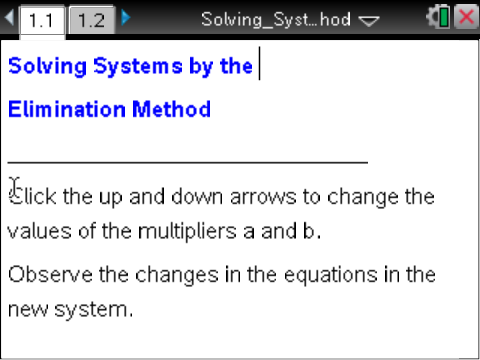 1.1 1.2 Solving_Syst...hod
Solving Systems by the
Elimination Method
Click the up and down arrows to change the
values of the multipliers a and b.
Observe the changes in the equations in the
new system.